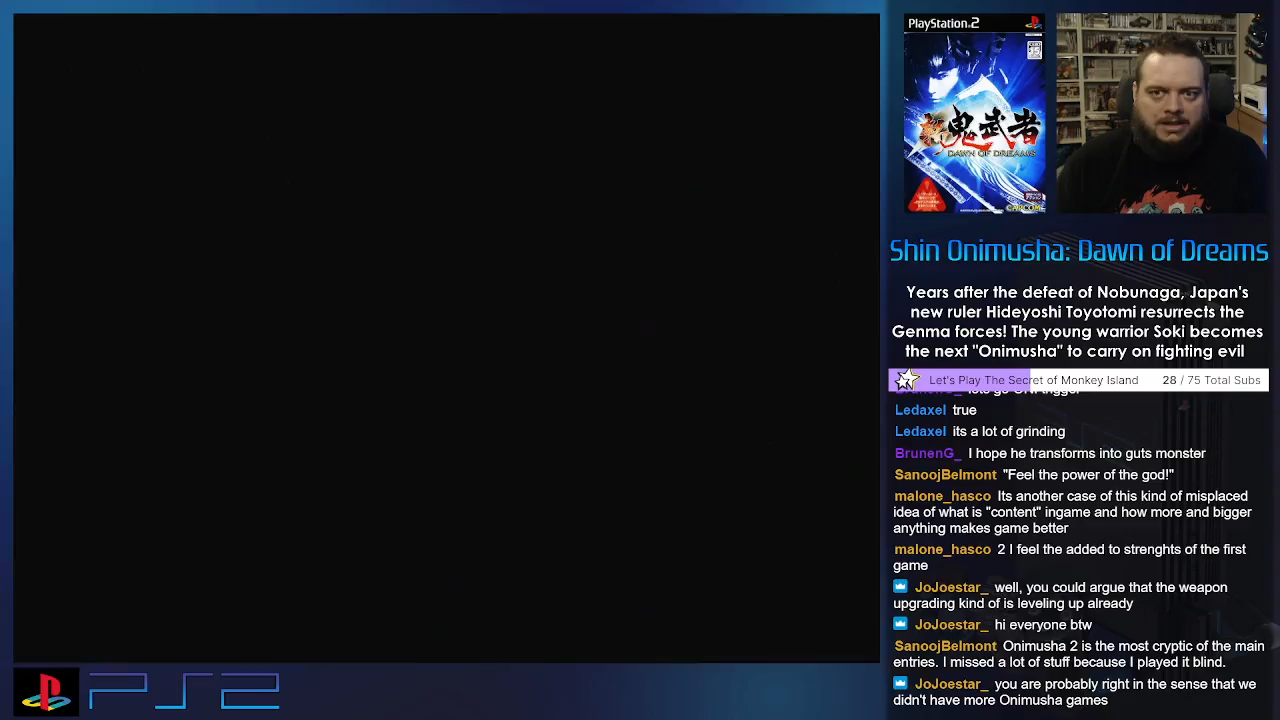 PlayStation 2
新 鬼武者
DAWN OF DREAMS
CAPCOM
Shin Onimusha: Dawn of Dreams
Years after the defeat of Nobunaga, Japan's
new ruler Hideyoshi Toyotomi resurrects the
Genma forces! The young warrior Soki becomes
the next "Onimusha" to carry on fighting evil
Let's Play The Secret of Monkey Island 28 / 75 Total Subs
Ledaxel true
Ledaxel its a lot of grinding
BrunenG_ I hope he transforms into guts monster
SanoojBelmont "Feel the power of the god!"
malone_hasco Its another case of this kind of misplaced
idea of what is "content" ingame and how more and bigger
anything makes game better
malone_hasco 2 I feel the added to strenghts of the first
game
JoJoestar_ well, you could argue that the weapon
upgrading kind of is leveling up already
JoJoestar_ hi everyone btw
SanoojBelmont Onimusha 2 is the most cryptic of the main
entries. I missed a lot of stuff because I played it blind.
JoJoestar_ you are probably right in the sense that we
didn't have more Onimusha games
PS2